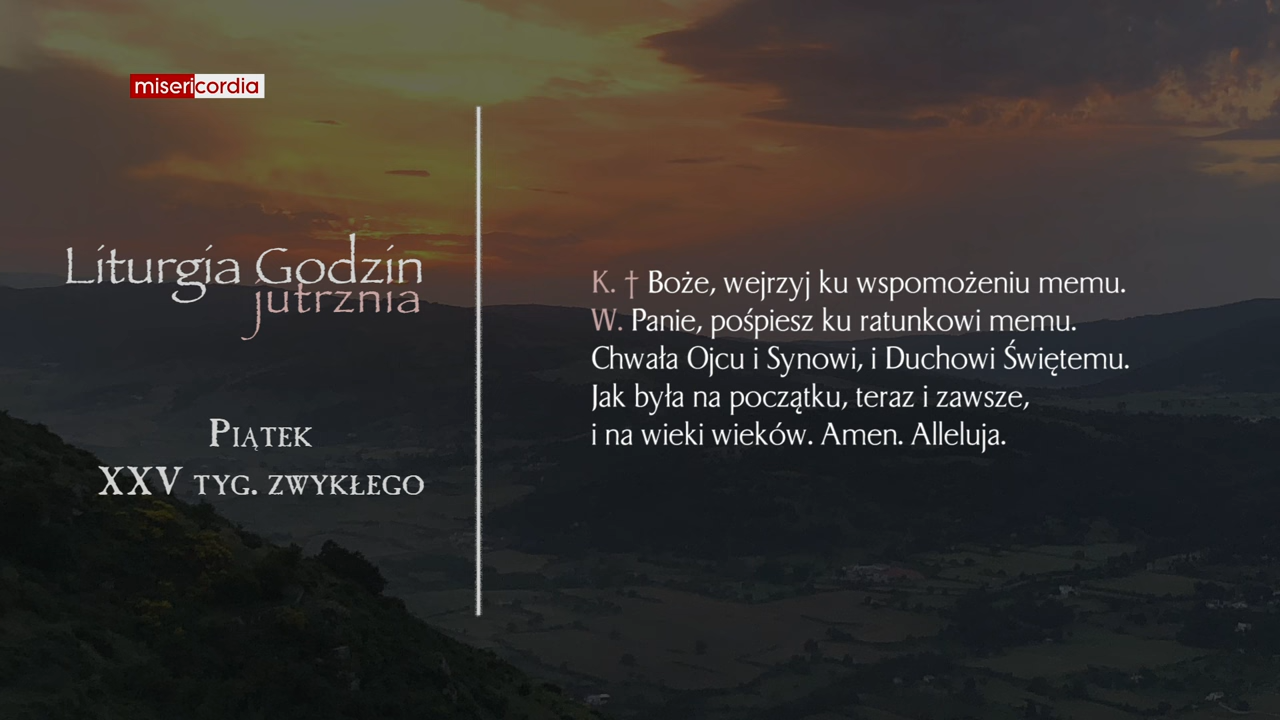 misericordia
Liturgia Godzin
jutrznia
Piątek
XXV tyg. zwykłego
K. † Boże, wejrzyj ku wspomożeniu memu.
W. Panie, pośpiesz ku ratunkowi memu.
Chwała Ojcu i Synowi, i Duchowi Świętemu.
Jak była na początku, teraz i zawsze,
i na wieki wieków. Amen. Alleluja.